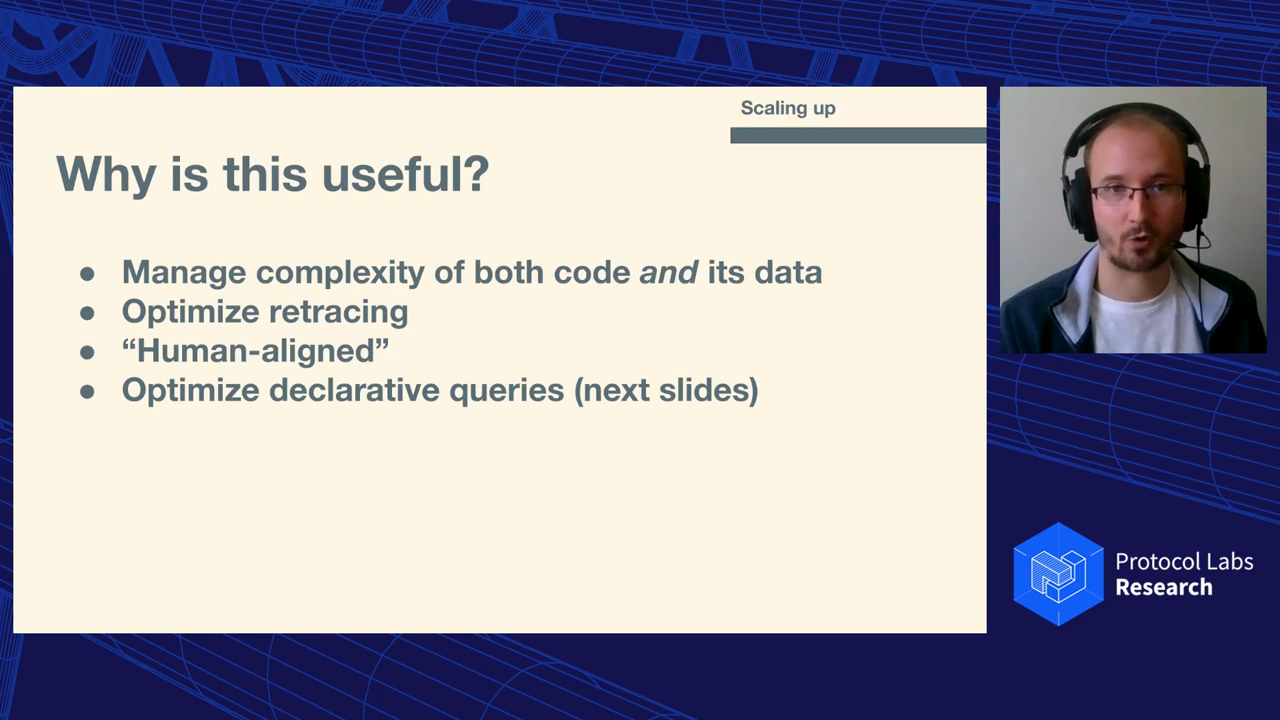 Scaling up
Why is this useful?
● Manage complexity of both code and its data
● Optimize retracing
● “Human-aligned”
● Optimize declarative queries (next slides)
Protocol Labs
Research